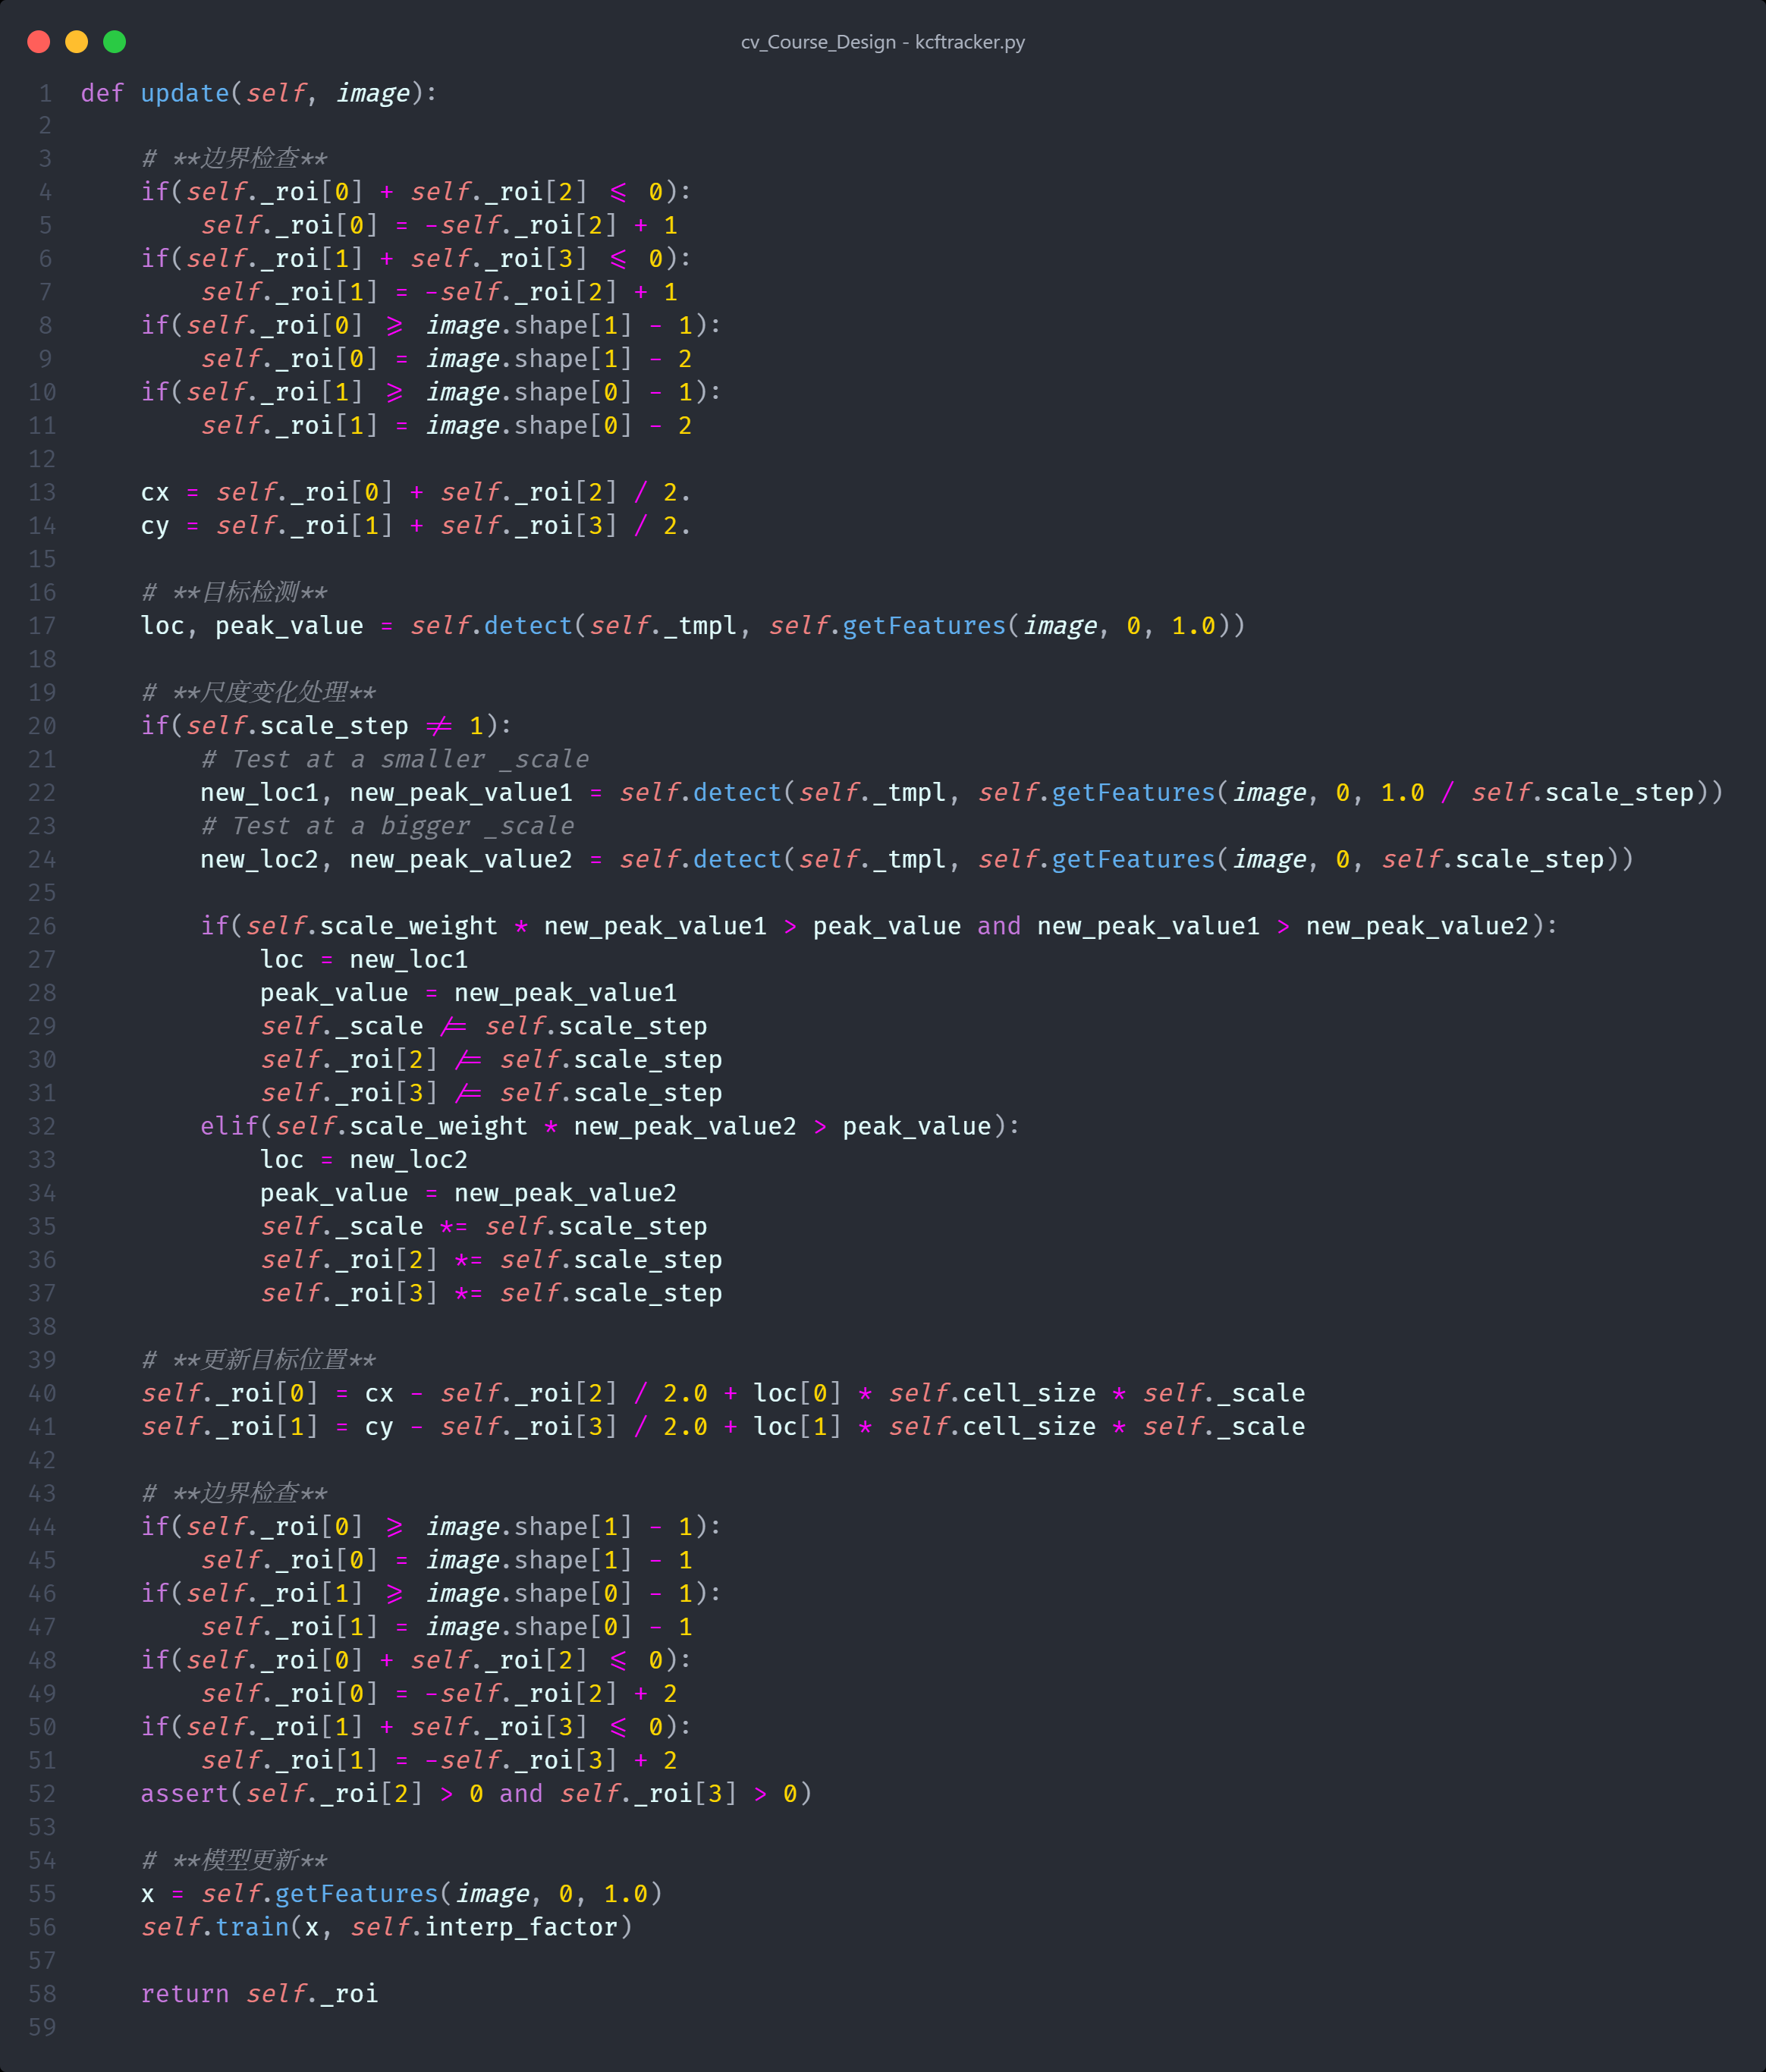 cv_Course_Design - kcftracker.py
1 def update(self, image):
2
3     # **边界检查**
4     if(self._roi[0] + self._roi[2] ⩽ 0):
5         self._roi[0] = -self._roi[2] + 1
6     if(self._roi[1] + self._roi[3] ⩽ 0):
7         self._roi[1] = -self._roi[2] + 1
8     if(self._roi[0] ⩾ image.shape[1] - 1):
9         self._roi[0] = image.shape[1] - 2
10     if(self._roi[1] ⩾ image.shape[0] - 1):
11         self._roi[1] = image.shape[0] - 2
12
13     cx = self._roi[0] + self._roi[2] / 2.
14     cy = self._roi[1] + self._roi[3] / 2.
15
16     # **目标检测**
17     loc, peak_value = self.detect(self._tmpl, self.getFeatures(image, 0, 1.0))
18
19     # **尺度变化处理**
20     if(self.scale_step ≠ 1):
21         # Test at a smaller _scale
22         new_loc1, new_peak_value1 = self.detect(self._tmpl, self.getFeatures(image, 0, 1.0 / self.scale_step))
23         # Test at a bigger _scale
24         new_loc2, new_peak_value2 = self.detect(self._tmpl, self.getFeatures(image, 0, self.scale_step))
25
26         if(self.scale_weight * new_peak_value1 > peak_value and new_peak_value1 > new_peak_value2):
27             loc = new_loc1
28             peak_value = new_peak_value1
29             self._scale /= self.scale_step
30             self._roi[2] /= self.scale_step
31             self._roi[3] /= self.scale_step
32         elif(self.scale_weight * new_peak_value2 > peak_value):
33             loc = new_loc2
34             peak_value = new_peak_value2
35             self._scale *= self.scale_step
36             self._roi[2] *= self.scale_step
37             self._roi[3] *= self.scale_step
38
39     # **更新目标位置**
40     self._roi[0] = cx - self._roi[2] / 2.0 + loc[0] * self.cell_size * self._scale
41     self._roi[1] = cy - self._roi[3] / 2.0 + loc[1] * self.cell_size * self._scale
42
43     # **边界检查**
44     if(self._roi[0] ⩾ image.shape[1] - 1):
45         self._roi[0] = image.shape[1] - 1
46     if(self._roi[1] ⩾ image.shape[0] - 1):
47         self._roi[1] = image.shape[0] - 1
48     if(self._roi[0] + self._roi[2] ⩽ 0):
49         self._roi[0] = -self._roi[2] + 2
50     if(self._roi[1] + self._roi[3] ⩽ 0):
51         self._roi[1] = -self._roi[3] + 2
52     assert(self._roi[2] > 0 and self._roi[3] > 0)
53
54     # **模型更新**
55     x = self.getFeatures(image, 0, 1.0)
56     self.train(x, self.interp_factor)
57
58     return self._roi
59